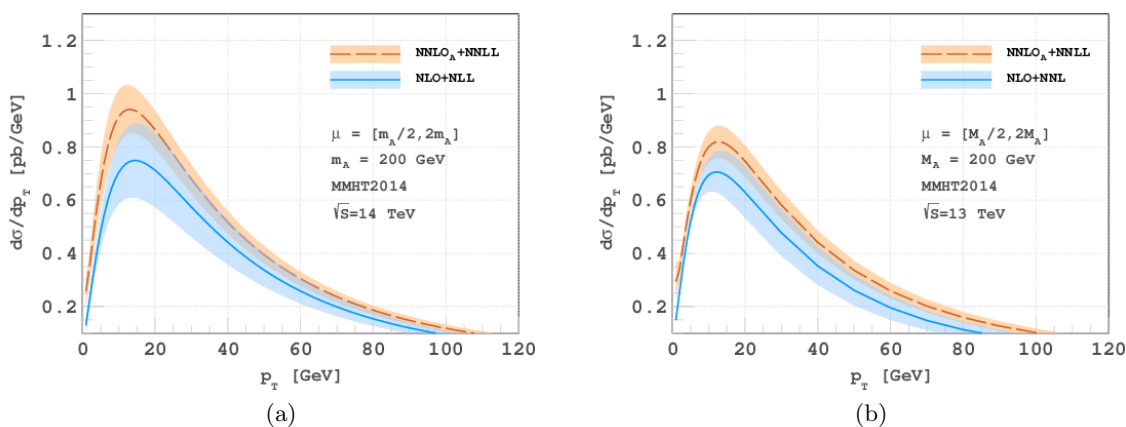 1.2
1
0.8
0.6
0.4
0.2
dσ/dp_T [pb/GeV]
NNLO_A+NNLL
NLO+NLL
μ = [m_A/2,2m_A]
m_A = 200 GeV
MMHT2014
√S=14 TeV
0 20 40 60 80 100 120
p_T [GeV]
(a)
1.2
1
0.8
0.6
0.4
0.2
dσ/dp_T [pb/GeV]
NNLO_A+NNLL
NLO+NNL
μ = [M_A/2,2M_A]
M_A = 200 GeV
MMHT2014
√S=13 TeV
0 20 40 60 80 100 120
p_T [GeV]
(b)